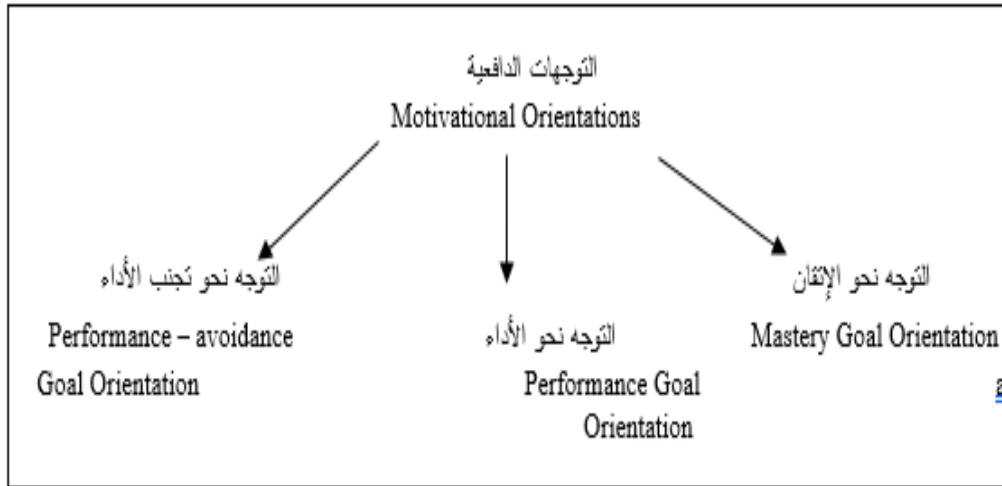 التوجهات الدافعية
Motivational Orientations
التوجه نحو الإتقان
Mastery Goal Orientation
a
التوجه نحو الأداء
Performance Goal
Orientation
التوجه نحو تجنب الأداء
Performance – avoidance
Goal Orientation